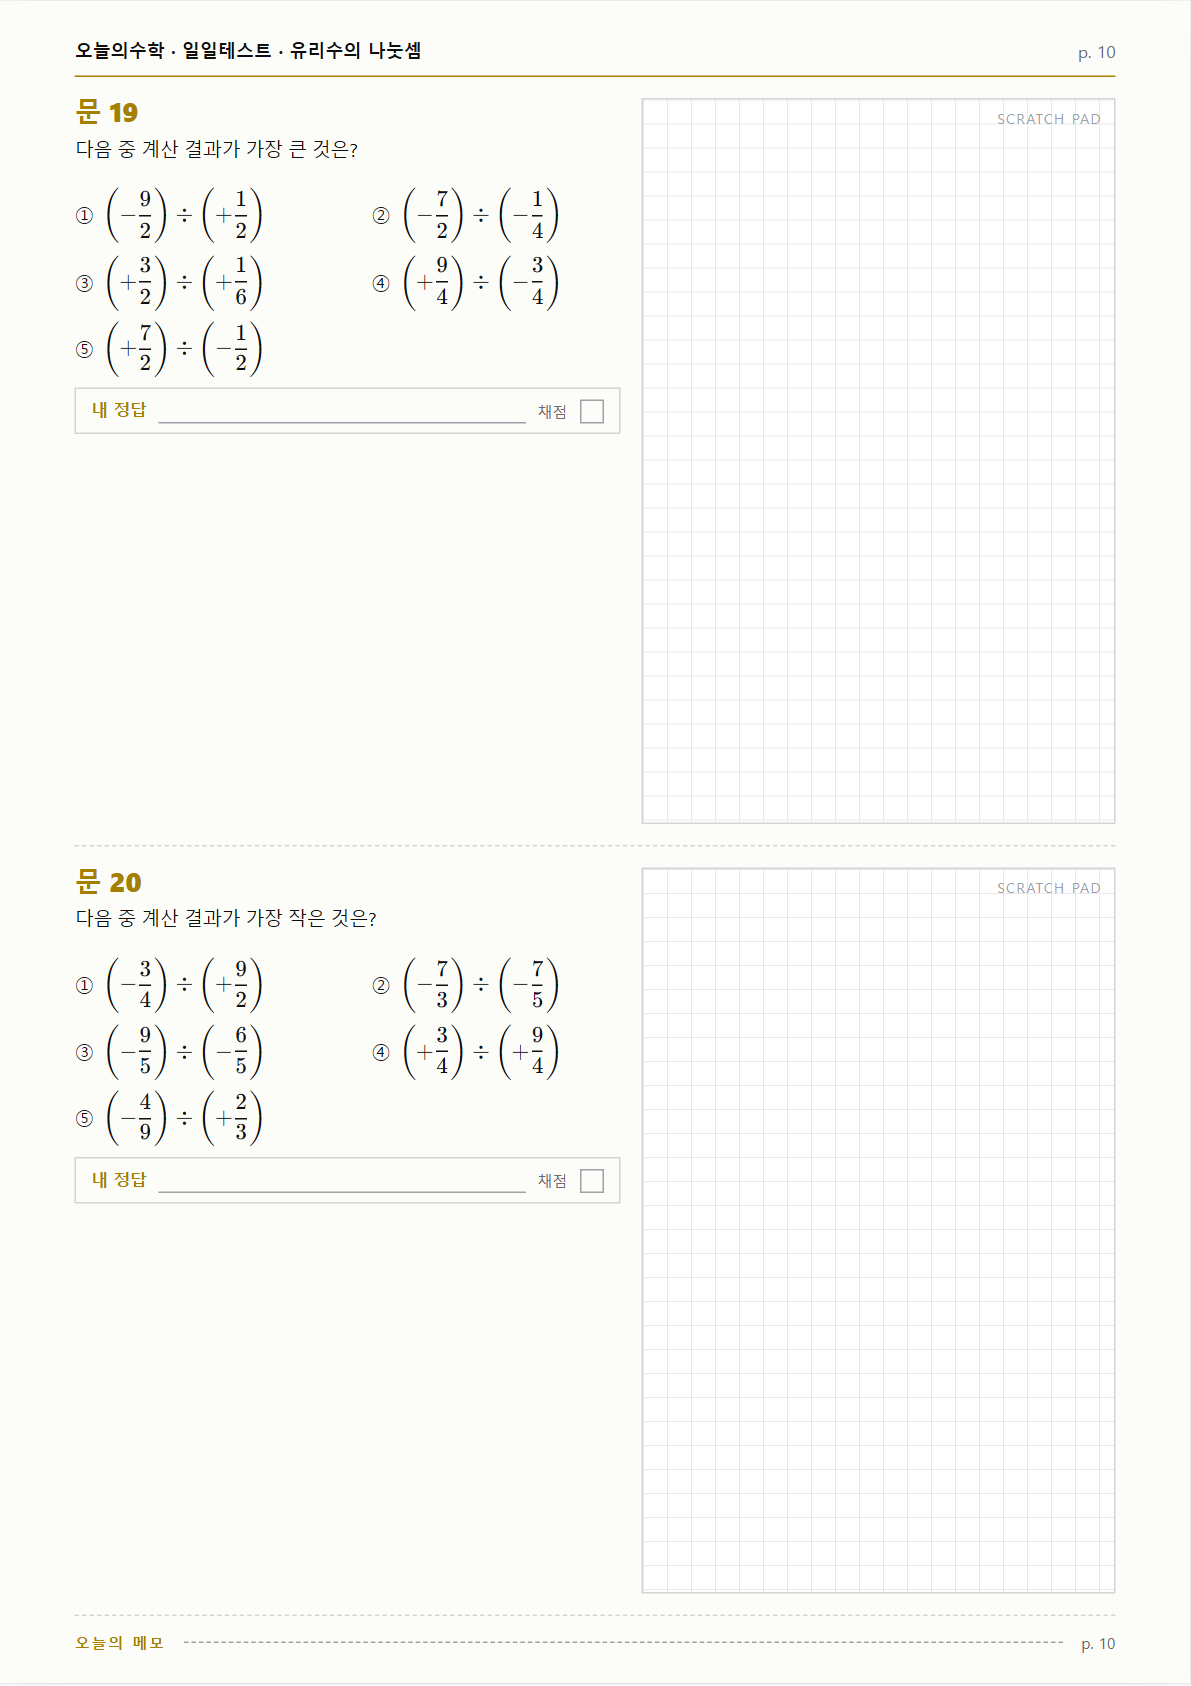 오늘의수학 · 일일테스트 · 유리수의 나눗셈 p. 10
문 19
다음 중 계산 결과가 가장 큰 것은?
① (−9/2) ÷ (+1/2) ② (−7/2) ÷ (−1/4)
③ (+3/2) ÷ (+1/6) ④ (+9/4) ÷ (−3/4)
⑤ (+7/2) ÷ (−1/2)
내 정답 채점
SCRATCH PAD
문 20
다음 중 계산 결과가 가장 작은 것은?
① (−3/4) ÷ (+9/2) ② (−7/3) ÷ (−7/5)
③ (−9/5) ÷ (−6/5) ④ (+3/4) ÷ (+9/4)
⑤ (−4/9) ÷ (+2/3)
내 정답 채점
SCRATCH PAD
오늘의 메모 p. 10